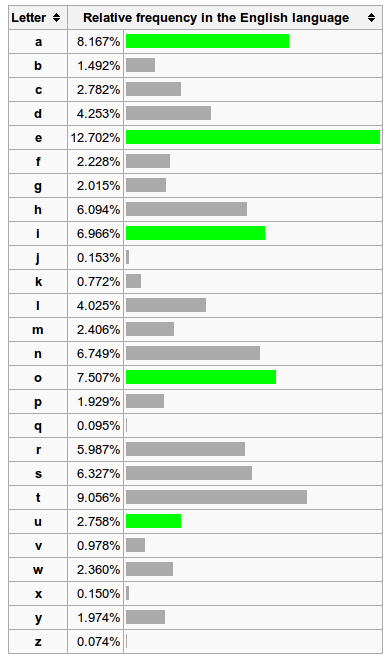 Letter Relative frequency in the English language
a 8.167%
b 1.492%
c 2.782%
d 4.253%
e 12.702%
f 2.228%
g 2.015%
h 6.094%
i 6.966%
j 0.153%
k 0.772%
l 4.025%
m 2.406%
n 6.749%
o 7.507%
p 1.929%
q 0.095%
r 5.987%
s 6.327%
t 9.056%
u 2.758%
v 0.978%
w 2.360%
x 0.150%
y 1.974%
z 0.074%